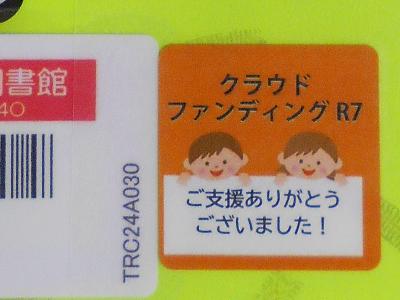 書館
40
TRC24A030
クラウド
ファンディング R7
ご支援ありがとう
ございました！